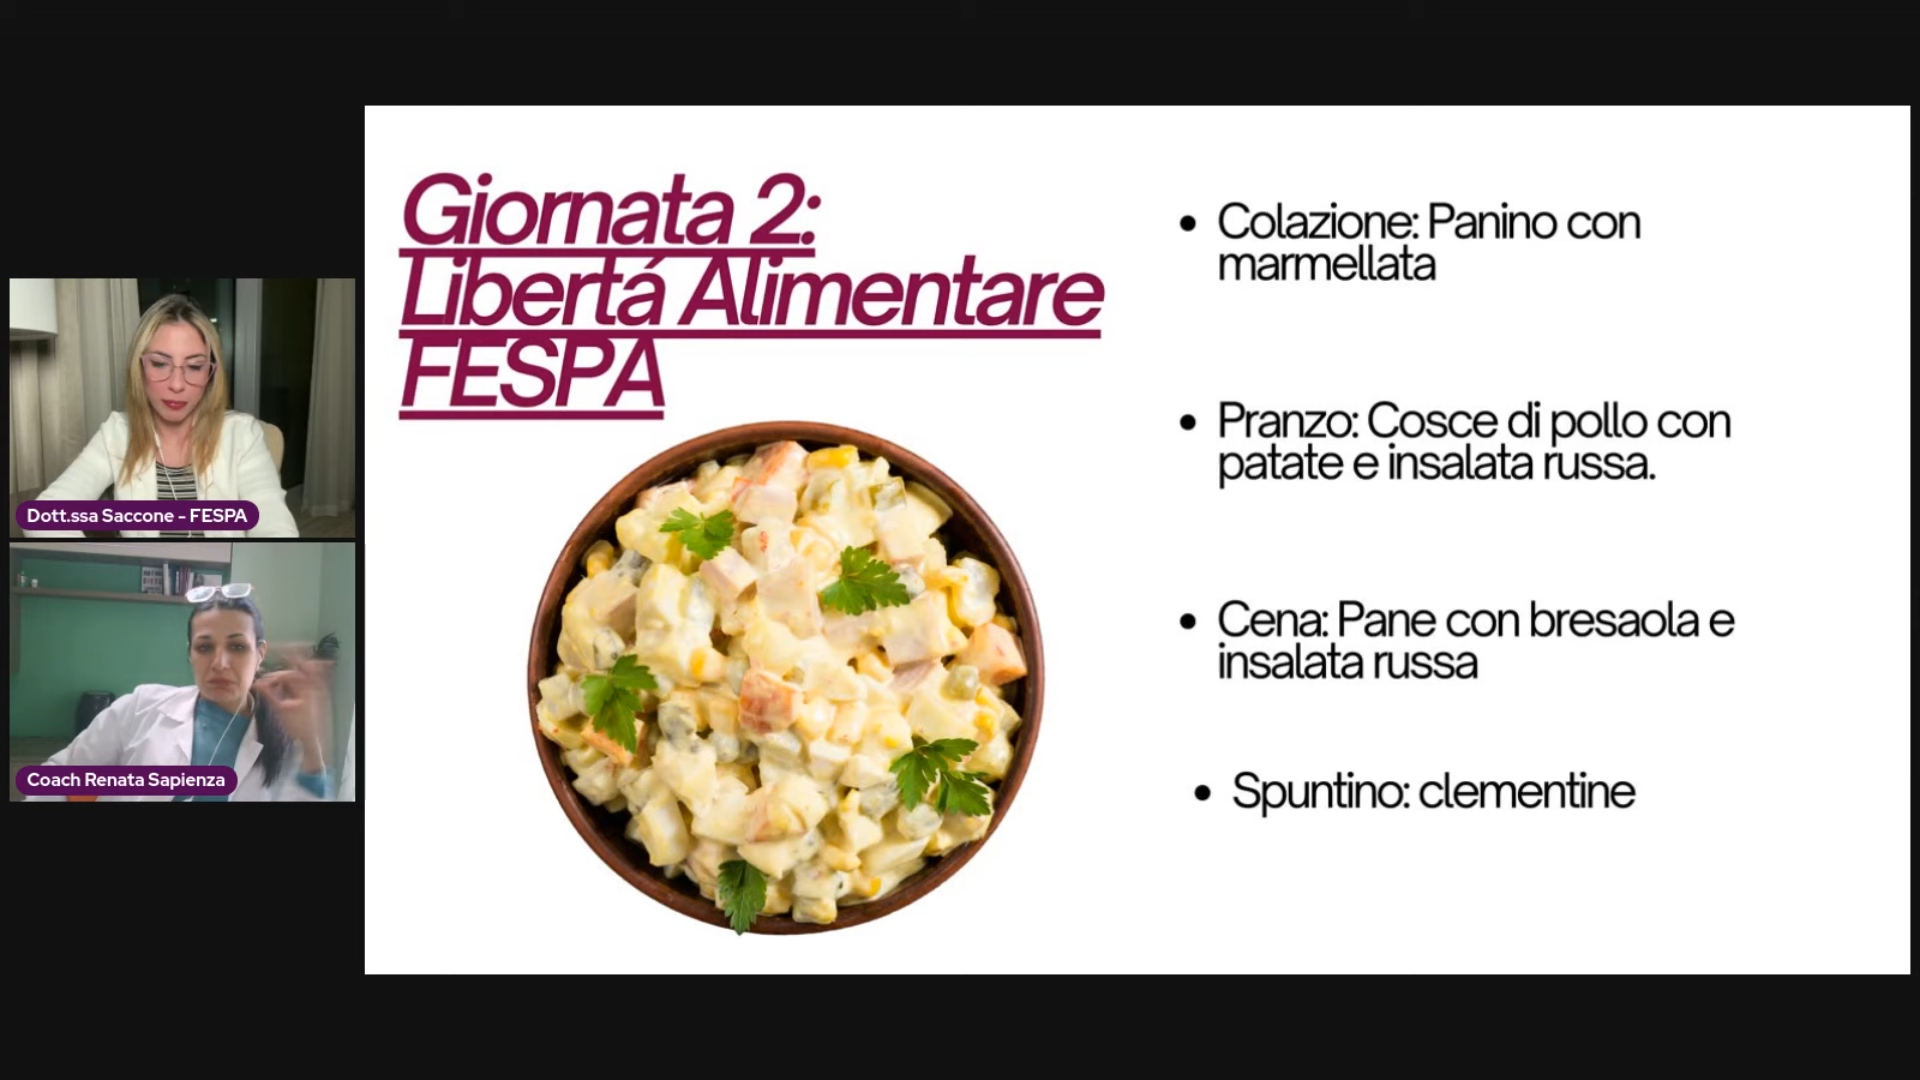 Giornata 2:
Libertá Alimentare
FESPA
Colazione: Panino con
marmellata
Pranzo: Cosce di pollo con
patate e insalata russa.
Cena: Pane con bresaola e
insalata russa
Spuntino: clementine
Dott.ssa Saccone - FESPA
Coach Renata Sapienza